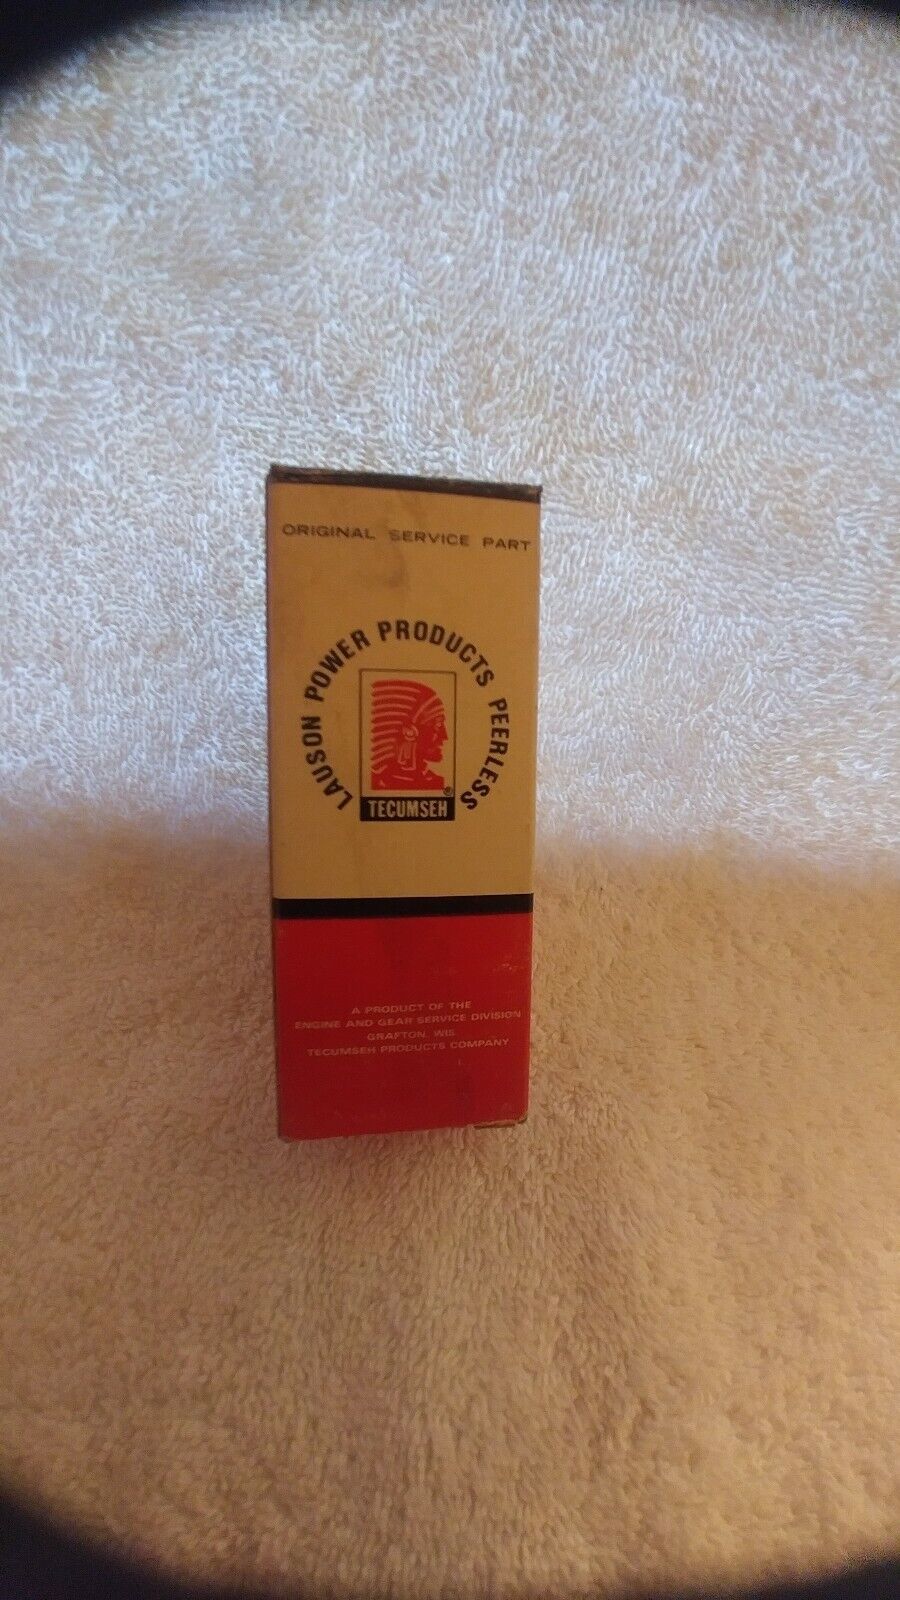 ORIGINAL SERVICE PART
LAUSON POWER PRODUCTS PEERLESS
®
TECUMSEH
A PRODUCT OF THE
ENGINE AND GEAR SERVICE DIVISION
GRAFTON, WIS.
TECUMSEH PRODUCTS COMPANY